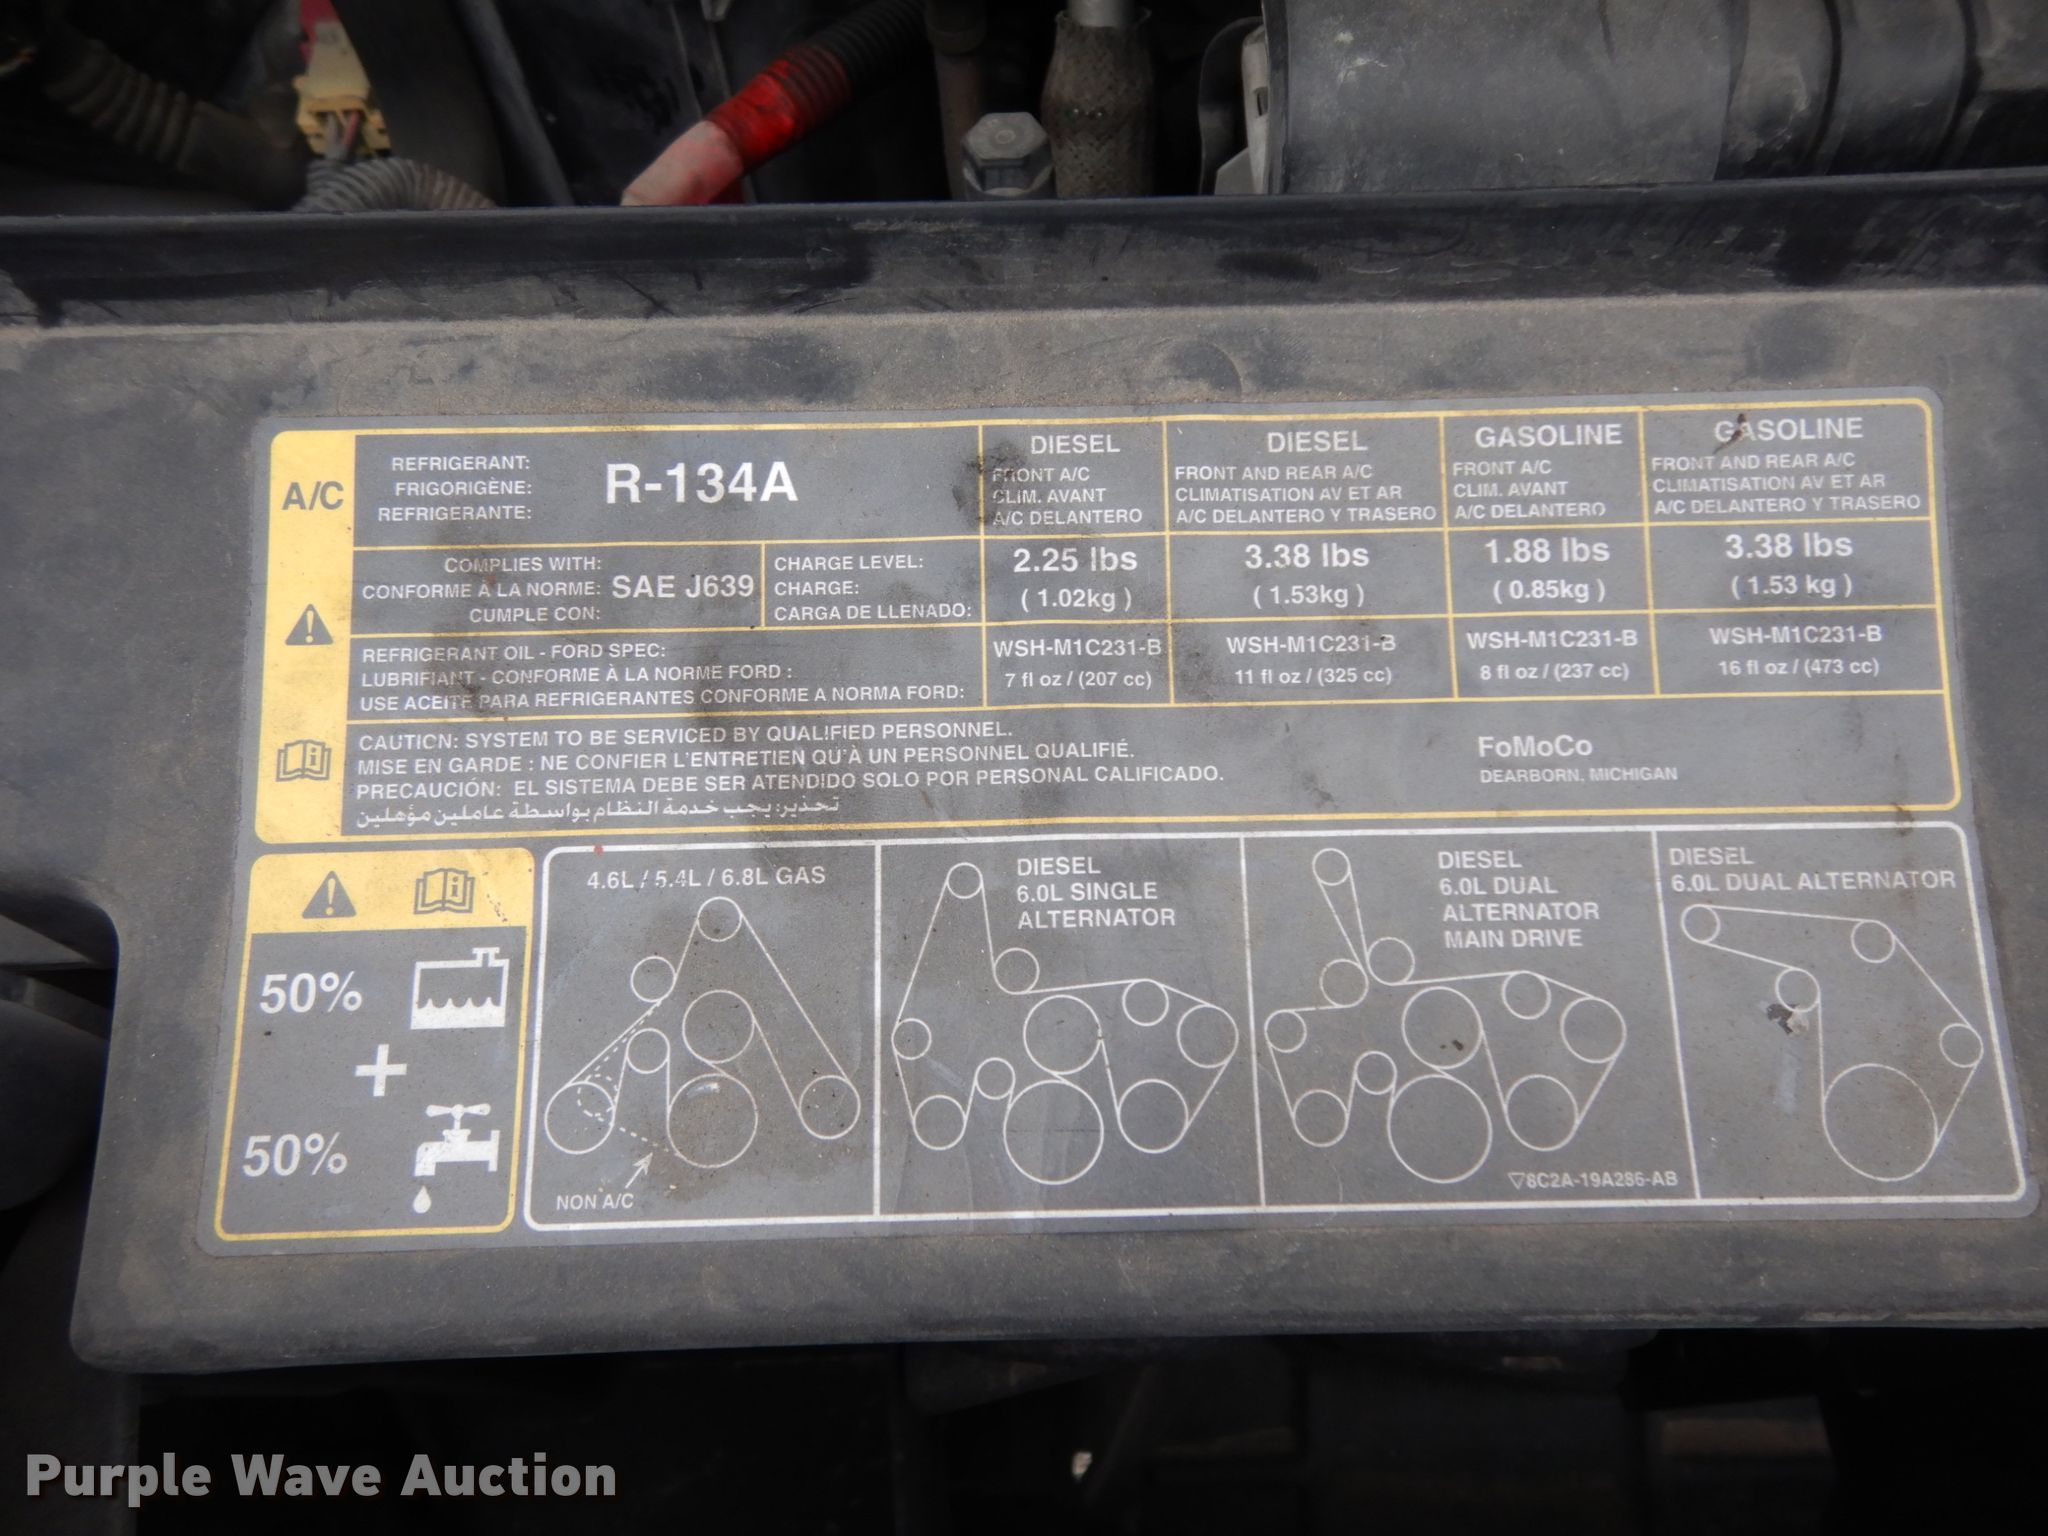 A/C
REFRIGERANT:
FRIGORIGÈNE:
REFRIGERANTE:
R-134A
DIESEL
FRONT A/C
CLIM. AVANT
A/C DELANTERO
DIESEL
FRONT AND REAR A/C
CLIMATISATION AV ET AR
A/C DELANTERO Y TRASERO
GASOLINE
FRONT A/C
CLIM. AVANT
A/C DELANTERO
GASOLINE
FRONT AND REAR A/C
CLIMATISATION AV ET AR
A/C DELANTERO Y TRASERO
COMPLIES WITH:
CONFORME À LA NORME:
CUMPLE CON:
SAE J639
CHARGE LEVEL:
CHARGE:
CARGA DE LLENADO:
2.25 lbs
( 1.02kg )
3.38 lbs
( 1.53kg )
1.88 lbs
( 0.85kg )
3.38 lbs
( 1.53 kg )
REFRIGERANT OIL - FORD SPEC:
LUBRIFIANT - CONFORME À LA NORME FORD :
USE ACEITE PARA REFRIGERANTES CONFORME A NORMA FORD:
WSH-M1C231-B
7 fl oz / (207 cc)
WSH-M1C231-B
11 fl oz / (325 cc)
WSH-M1C231-B
8 fl oz / (237 cc)
WSH-M1C231-B
16 fl oz / (473 cc)
CAUTION: SYSTEM TO BE SERVICED BY QUALIFIED PERSONNEL.
MISE EN GARDE : NE CONFIER L'ENTRETIEN QU'À UN PERSONNEL QUALIFIÉ.
PRECAUCIÓN: EL SISTEMA DEBE SER ATENDIDO SOLO POR PERSONAL CALIFICADO.
تحذير: يجب خدمة النظام بواسطة عاملين مؤهلين
FoMoCo
DEARBORN, MICHIGAN
50%
+
50%
4.6L / 5.4L / 6.8L GAS
NON A/C
DIESEL
6.0L SINGLE
ALTERNATOR
DIESEL
6.0L DUAL
ALTERNATOR
MAIN DRIVE
8C2A-19A286-AB
DIESEL
6.0L DUAL ALTERNATOR
Purple Wave Auction